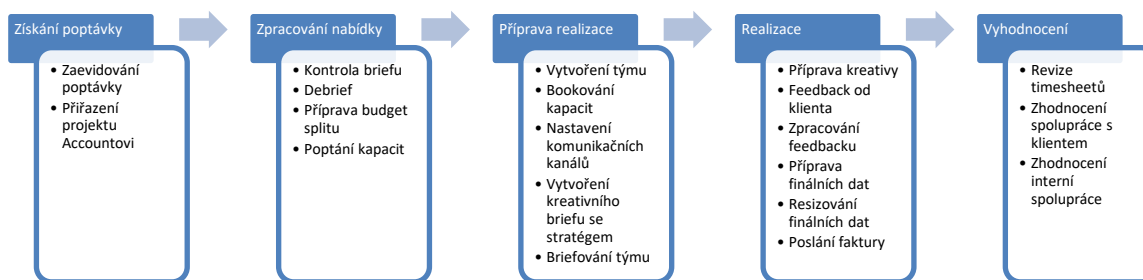 Získání poptávky
• Zaevidování
poptávky
• Přiřazení
projektu
Accountovi
Zpracování nabídky
• Kontrola briefu
• Debrief
• Příprava budget
splitu
• Poptání kapacit
Příprava realizace
• Vytvoření týmu
• Bookování
kapacit
• Nastavení
komunikačních
kanálů
• Vytvoření
kreativního
briefu se
stratégem
• Briefování týmu
Realizace
• Příprava kreativy
• Feedback od
klienta
• Zpracování
feedbacku
• Příprava
finálních dat
• Resizování
finálních dat
• Poslání faktury
Vyhodnocení
• Revize
timesheetů
• Zhodnocení
spolupráce s
klientem
• Zhodnocení
interní
spolupráce